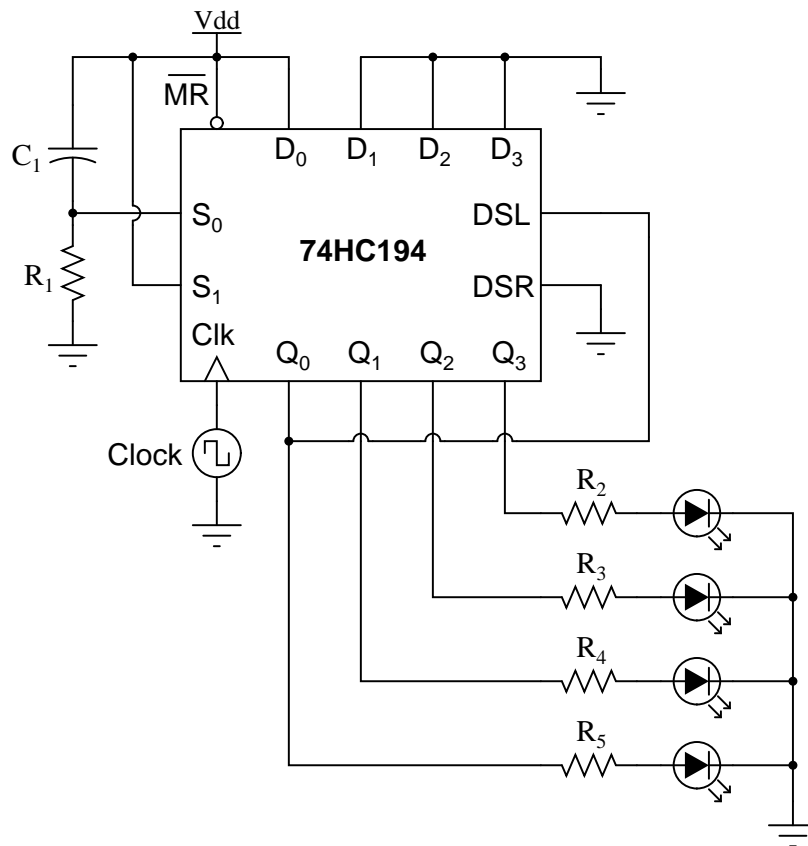 Vdd
MR
D0 D1 D2 D3
C1
S0
DSL
74HC194
R1
S1
DSR
Clk
Q0 Q1 Q2 Q3
Clock
R2
R3
R4
R5